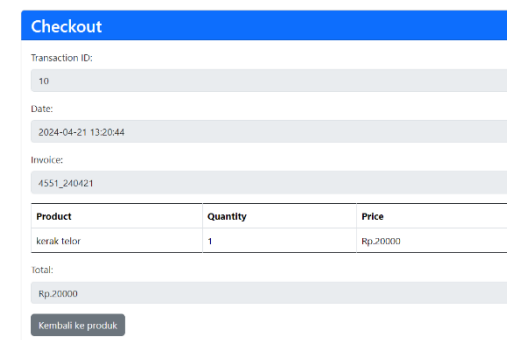 Checkout
Transaction ID:
10
Date:
2024-04-21 13:20:44
Invoice:
4551_240421
Product Quantity Price
kerak telor 1 Rp.20000
Total:
Rp.20000
Kembali ke produk